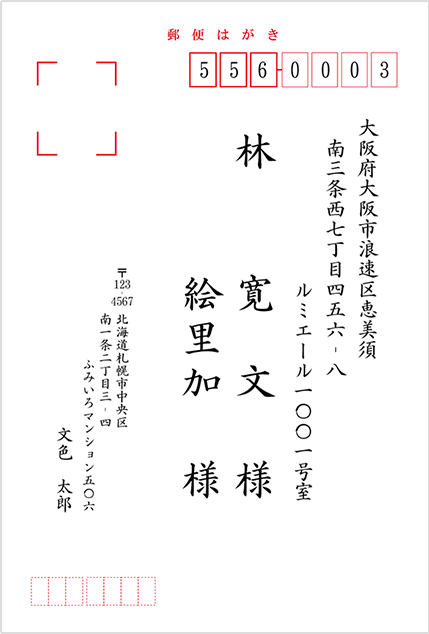 郵便はがき
556-0003
大阪府大阪市浪速区恵美須
南三条西七丁目四五六-八
ルミエール一〇〇一号室
林 寛文様
絵里加 様
〒123-4567
北海道札幌市中央区
南一条二丁目三-四
ふみいろマンション五〇六
文色 太郎